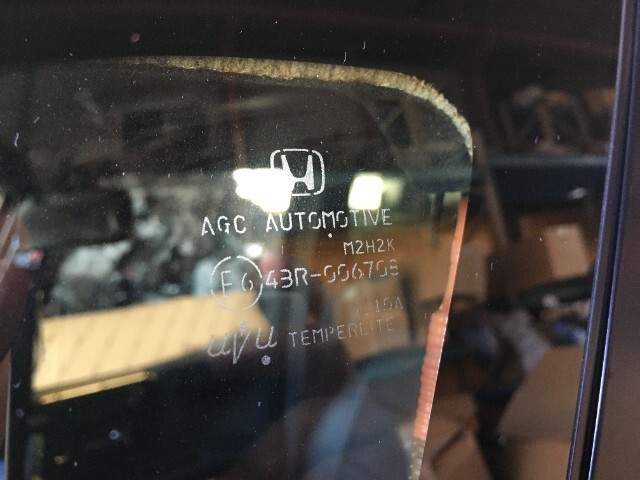 AGC AUTOMOTIVE
M2H2K
E6 43R-006708
TEMPERLITE